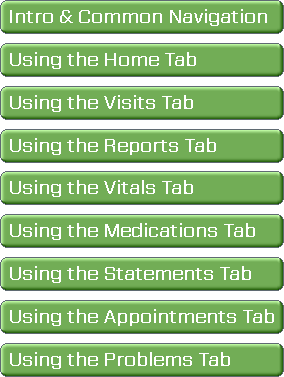 Intro & Common Navigation
Using the Home Tab
Using the Visits Tab
Using the Reports Tab
Using the Vitals Tab
Using the Medications Tab
Using the Statements Tab
Using the Appointments Tab
Using the Problems Tab